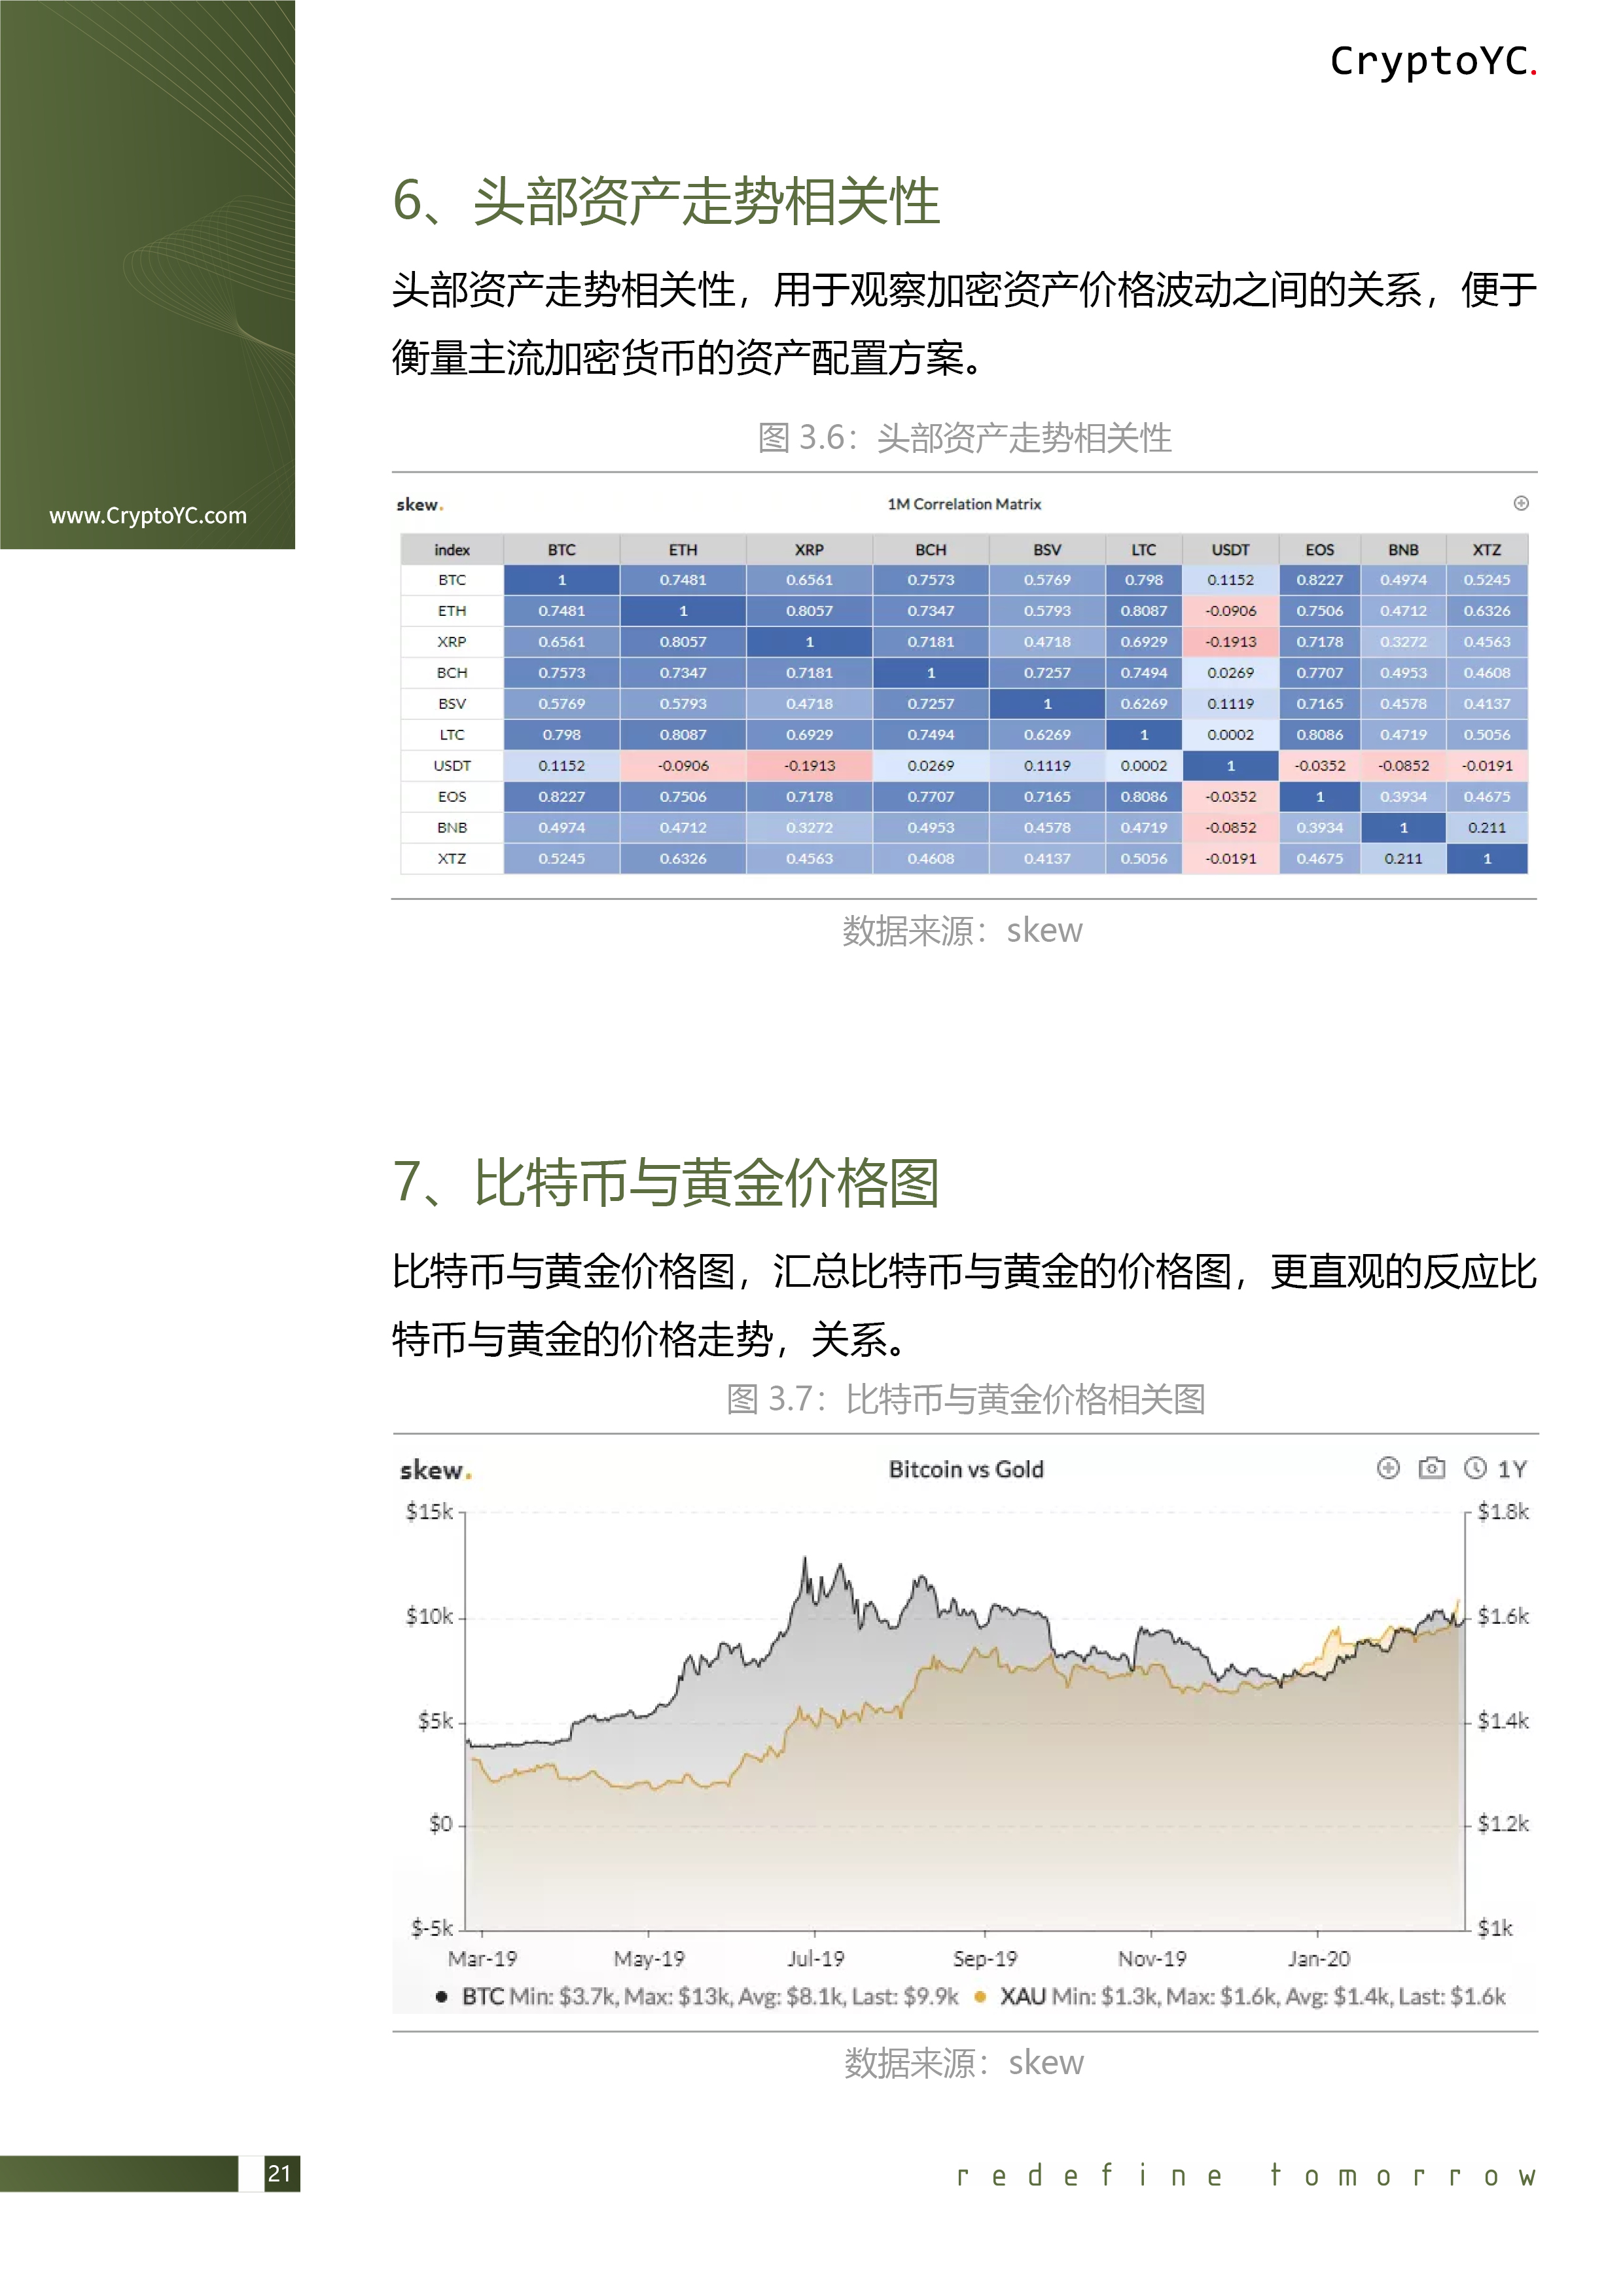 CryptoYC.
www.CryptoYC.com
6、头部资产走势相关性
头部资产走势相关性，用于观察加密资产价格波动之间的关系，便于
衡量主流加密货币的资产配置方案。
图 3.6：头部资产走势相关性
skew.
1M Correlation Matrix
index BTC ETH XRP BCH BSV LTC USDT EOS BNB XTZ
BTC 1 0.7481 0.6561 0.7573 0.5769 0.798 0.1152 0.8227 0.4974 0.5245
ETH 0.7481 1 0.8057 0.7347 0.5793 0.8087 -0.0906 0.7506 0.4712 0.6326
XRP 0.6561 0.8057 1 0.7181 0.4718 0.6929 -0.1913 0.7178 0.3272 0.4563
BCH 0.7573 0.7347 0.7181 1 0.7257 0.7494 0.0269 0.7707 0.4953 0.4608
BSV 0.5769 0.5793 0.4718 0.7257 1 0.6269 0.1119 0.7165 0.4578 0.4137
LTC 0.798 0.8087 0.6929 0.7494 0.6269 1 0.0002 0.8086 0.4719 0.5056
USDT 0.1152 -0.0906 -0.1913 0.0269 0.1119 0.0002 1 -0.0352 -0.0852 -0.0191
EOS 0.8227 0.7506 0.7178 0.7707 0.7165 0.8086 -0.0352 1 0.3934 0.4675
BNB 0.4974 0.4712 0.3272 0.4953 0.4578 0.4719 -0.0852 0.3934 1 0.211
XTZ 0.5245 0.6326 0.4563 0.4608 0.4137 0.5056 -0.0191 0.4675 0.211 1
数据来源：skew
7、比特币与黄金价格图
比特币与黄金价格图，汇总比特币与黄金的价格图，更直观的反应比
特币与黄金的价格走势，关系。
图 3.7：比特币与黄金价格相关图
skew.
Bitcoin vs Gold
1Y
$15k $1.8k
$10k $1.6k
$5k $1.4k
$0 $1.2k
$-5k $1k
Mar-19 May-19 Jul-19 Sep-19 Nov-19 Jan-20
BTC Min: $3.7k, Max: $13k, Avg: $8.1k, Last: $9.9k XAU Min: $1.3k, Max: $1.6k, Avg: $1.4k, Last: $1.6k
数据来源：skew
21
redefine tomorrow